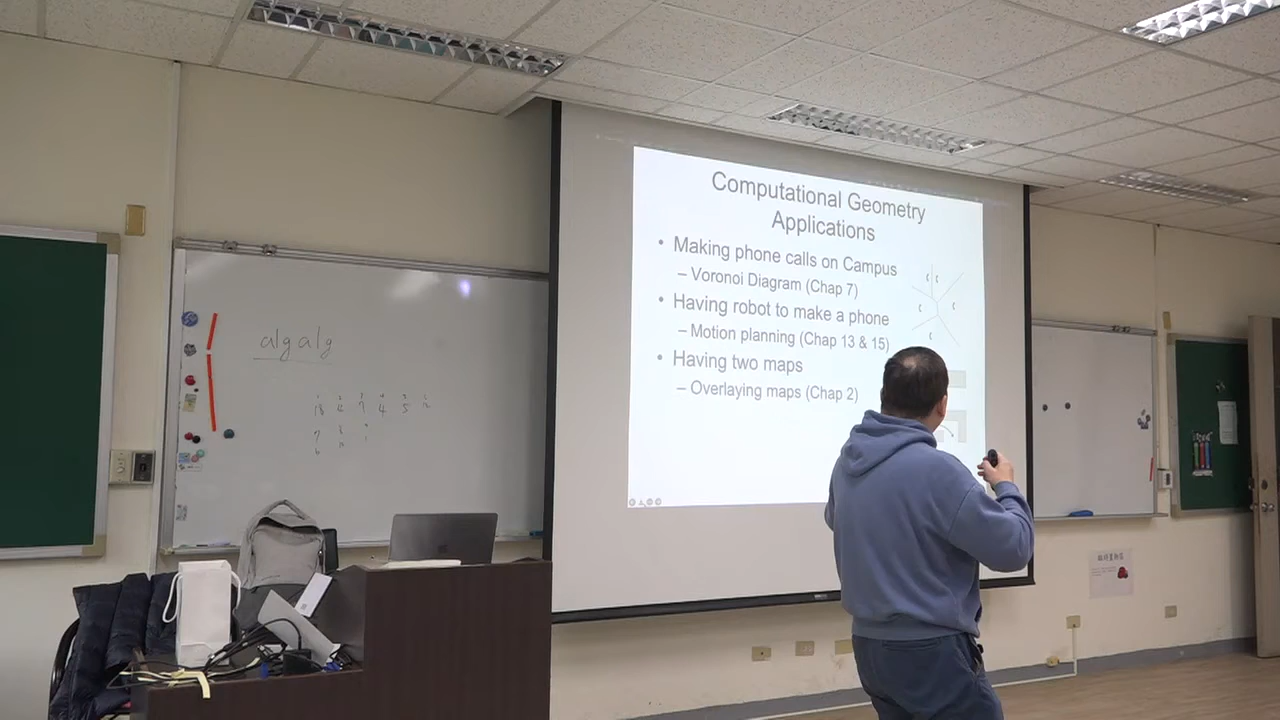 algalg
Computational Geometry
Applications
• Making phone calls on Campus
– Voronoi Diagram (Chap 7)
• Having robot to make a phone
– Motion planning (Chap 13 & 15)
• Having two maps
– Overlaying maps (Chap 2)